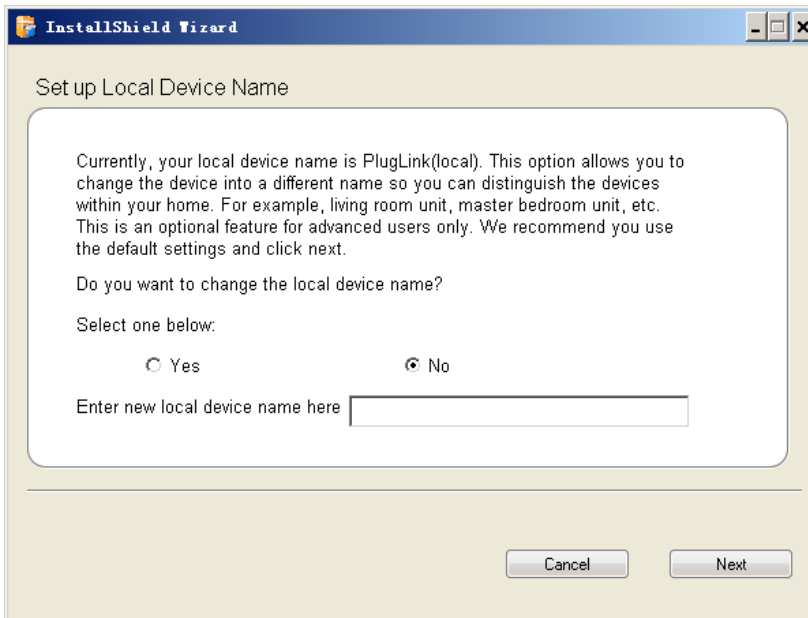 InstallShield Wizard
Set up Local Device Name
Currently, your local device name is PlugLink(local). This option allows you to
change the device into a different name so you can distinguish the devices
within your home. For example, living room unit, master bedroom unit, etc.
This is an optional feature for advanced users only. We recommend you use
the default settings and click next.
Do you want to change the local device name?
Select one below:
Yes No
Enter new local device name here
Cancel Next